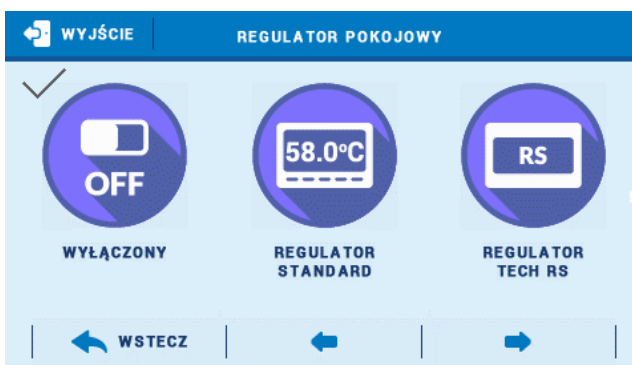 WYJŚCIE
REGULATOR POKOJOWY
OFF
58.0°C
RS
WYŁĄCZONY
REGULATOR
STANDARD
REGULATOR
TECH RS
WSTECZ